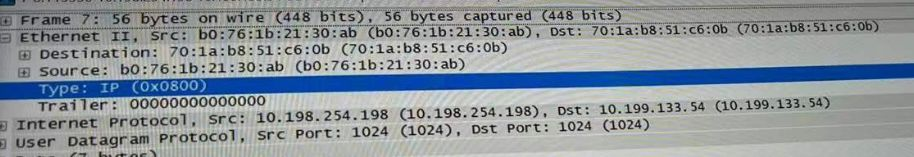 Frame 7: 56 bytes on wire (448 bits), 56 bytes captured (448 bits)
Ethernet II, Src: b0:76:1b:21:30:ab (b0:76:1b:21:30:ab), Dst: 70:1a:b8:51:c6:0b (70:1a:b8:51:c6:0b)
Destination: 70:1a:b8:51:c6:0b (70:1a:b8:51:c6:0b)
Source: b0:76:1b:21:30:ab (b0:76:1b:21:30:ab)
Type: IP (0x0800)
Trailer: 00000000000000
Internet Protocol, Src: 10.198.254.198 (10.198.254.198), Dst: 10.199.133.54 (10.199.133.54)
User Datagram Protocol, Src Port: 1024 (1024), Dst Port: 1024 (1024)
(7 bytes)